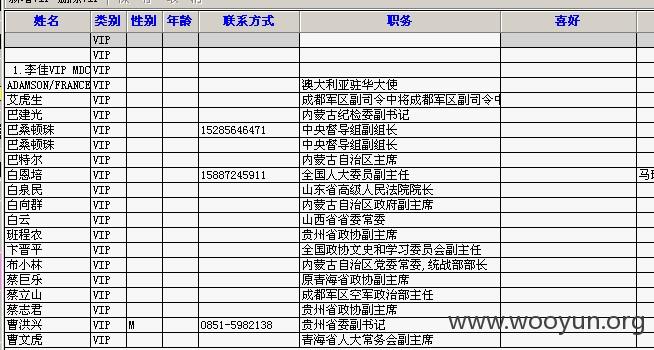 姓名 类别 性别 年龄 联系方式 职务 喜好
VIP
VIP
1.李佳VIP MDC VIP
ADAMSON/FRANCE VIP 澳大利亚驻华大使
艾虎生 VIP 成都军区副司令中将成都军区副司令中
巴建光 VIP 内蒙古纪检委副书记
巴桑顿珠 VIP 15285646471 中央督导组副组长
巴桑顿珠 VIP 中央督导组副组长
巴特尔 VIP 内蒙古自治区主席
白恩培 VIP 15887245911 全国人大委员副主任
白泉民 VIP 山东省高级人民法院院长
白向群 VIP 内蒙古自治区政府副主席
白云 VIP 山西省省委常委
班程农 VIP 贵州省政协副主席
卞晋平 VIP 全国政协文史和学习委员会副主任
布小林 VIP 内蒙古自治区党委常委,统战部部长
蔡巨乐 VIP 原青海省政协副主席
蔡立山 VIP 成都军区空军政治部主任
蔡志君 VIP 贵州省政协副主席
曹洪兴 VIP M 0851-5982138 贵州省委副书记
曹文虎 VIP 青海省人大常务会副主任
www.wooyun.org